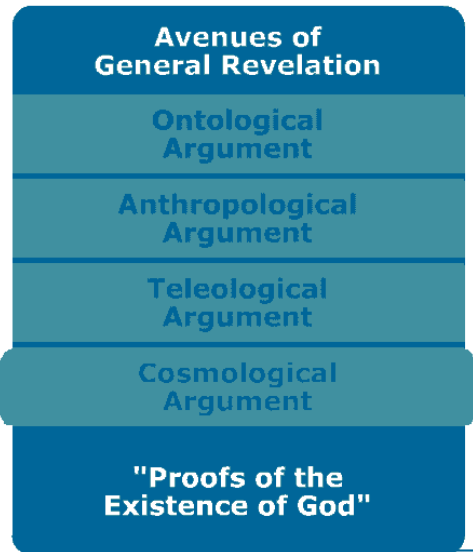 Avenues of
General Revelation
Ontological
Argument
Anthropological
Argument
Teleological
Argument
Cosmological
Argument
"Proofs of the
Existence of God"